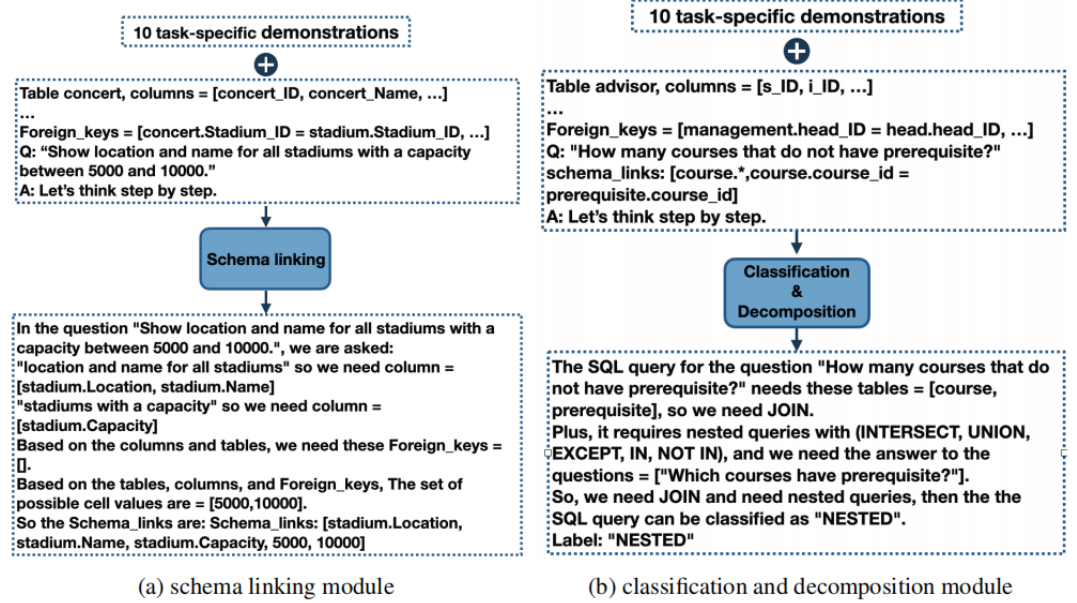 10 task-specific demonstrations
Table concert, columns = [concert_ID, concert_Name, ...]
...
Foreign_keys = [concert.Stadium_ID = stadium.Stadium_ID, ...]
Q: “Show location and name for all stadiums with a capacity
between 5000 and 10000.”
A: Let’s think step by step.
Schema linking
In the question "Show location and name for all stadiums with a
capacity between 5000 and 10000.", we are asked:
"location and name for all stadiums" so we need column =
[stadium.Location, stadium.Name]
"stadiums with a capacity" so we need column =
[stadium.Capacity]
Based on the columns and tables, we need these Foreign_keys =
[].
Based on the tables, columns, and Foreign_keys, The set of
possible cell values are = [5000,10000].
So the Schema_links are: Schema_links: [stadium.Location,
stadium.Name, stadium.Capacity, 5000, 10000]
(a) schema linking module
10 task-specific demonstrations
Table advisor, columns = [s_ID, i_ID, ...]
...
Foreign_keys = [management.head_ID = head.head_ID, ...]
Q: "How many courses that do not have prerequisite?"
schema_links: [course.*,course.course_id =
prerequisite.course_id]
A: Let’s think step by step.
Classification
&
Decomposition
The SQL query for the question "How many courses that do
not have prerequisite?" needs these tables = [course,
prerequisite], so we need JOIN.
Plus, it requires nested queries with (INTERSECT, UNION,
EXCEPT, IN, NOT IN), and we need the answer to the
questions = ["Which courses have prerequisite?"].
So, we need JOIN and need nested queries, then the the
SQL query can be classified as "NESTED".
Label: "NESTED"
(b) classification and decomposition module